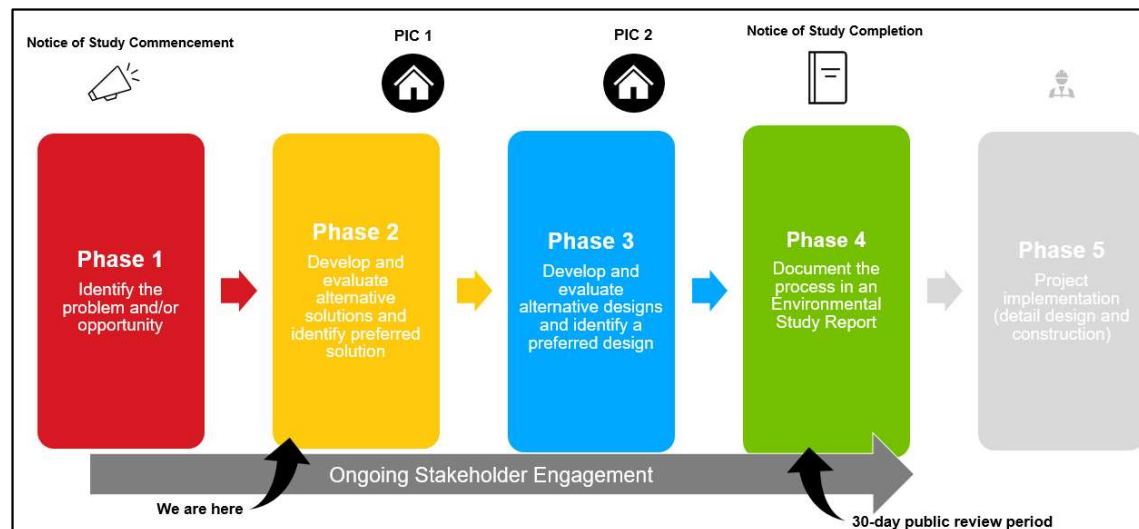 Notice of Study Commencement
PIC 1
PIC 2
Notice of Study Completion
Phase 1
Identify the
problem and/or
opportunity
Phase 2
Develop and
evaluate
alternative
solutions and
identify preferred
solution
Phase 3
Develop and
evaluate
alternative designs
and identify a
preferred design
Phase 4
Document the
process in an
Environmental
Study Report
Phase 5
Project
implementation
(detail design and
construction)
Ongoing Stakeholder Engagement
We are here
30-day public review period